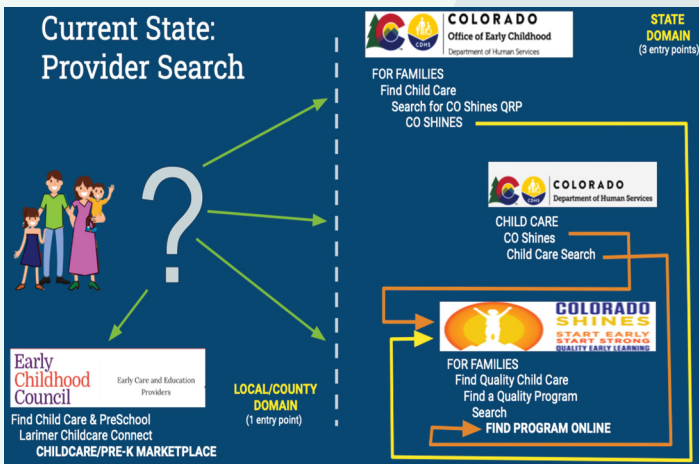 Current State:
Provider Search
?
Early
Childhood
Council
Early Care and Education
Providers
Find Child Care & PreSchool
Larimer Childcare Connect
CHILDCARE/PRE-K MARKETPLACE
LOCAL/COUNTY
DOMAIN
(1 entry point)
C
CDHS
COLORADO
Office of Early Childhood
Department of Human Services
STATE
DOMAIN
(3 entry points)
FOR FAMILIES
Find Child Care
Search for CO Shines QRP
CO SHINES
C
CDHS
COLORADO
Department of Human Services
CHILD CARE
CO Shines
Child Care Search
COLORADO
SHINES
START EARLY
START STRONG
QUALITY EARLY LEARNING
FOR FAMILIES
Find Quality Child Care
Find a Quality Program
Search
FIND PROGRAM ONLINE